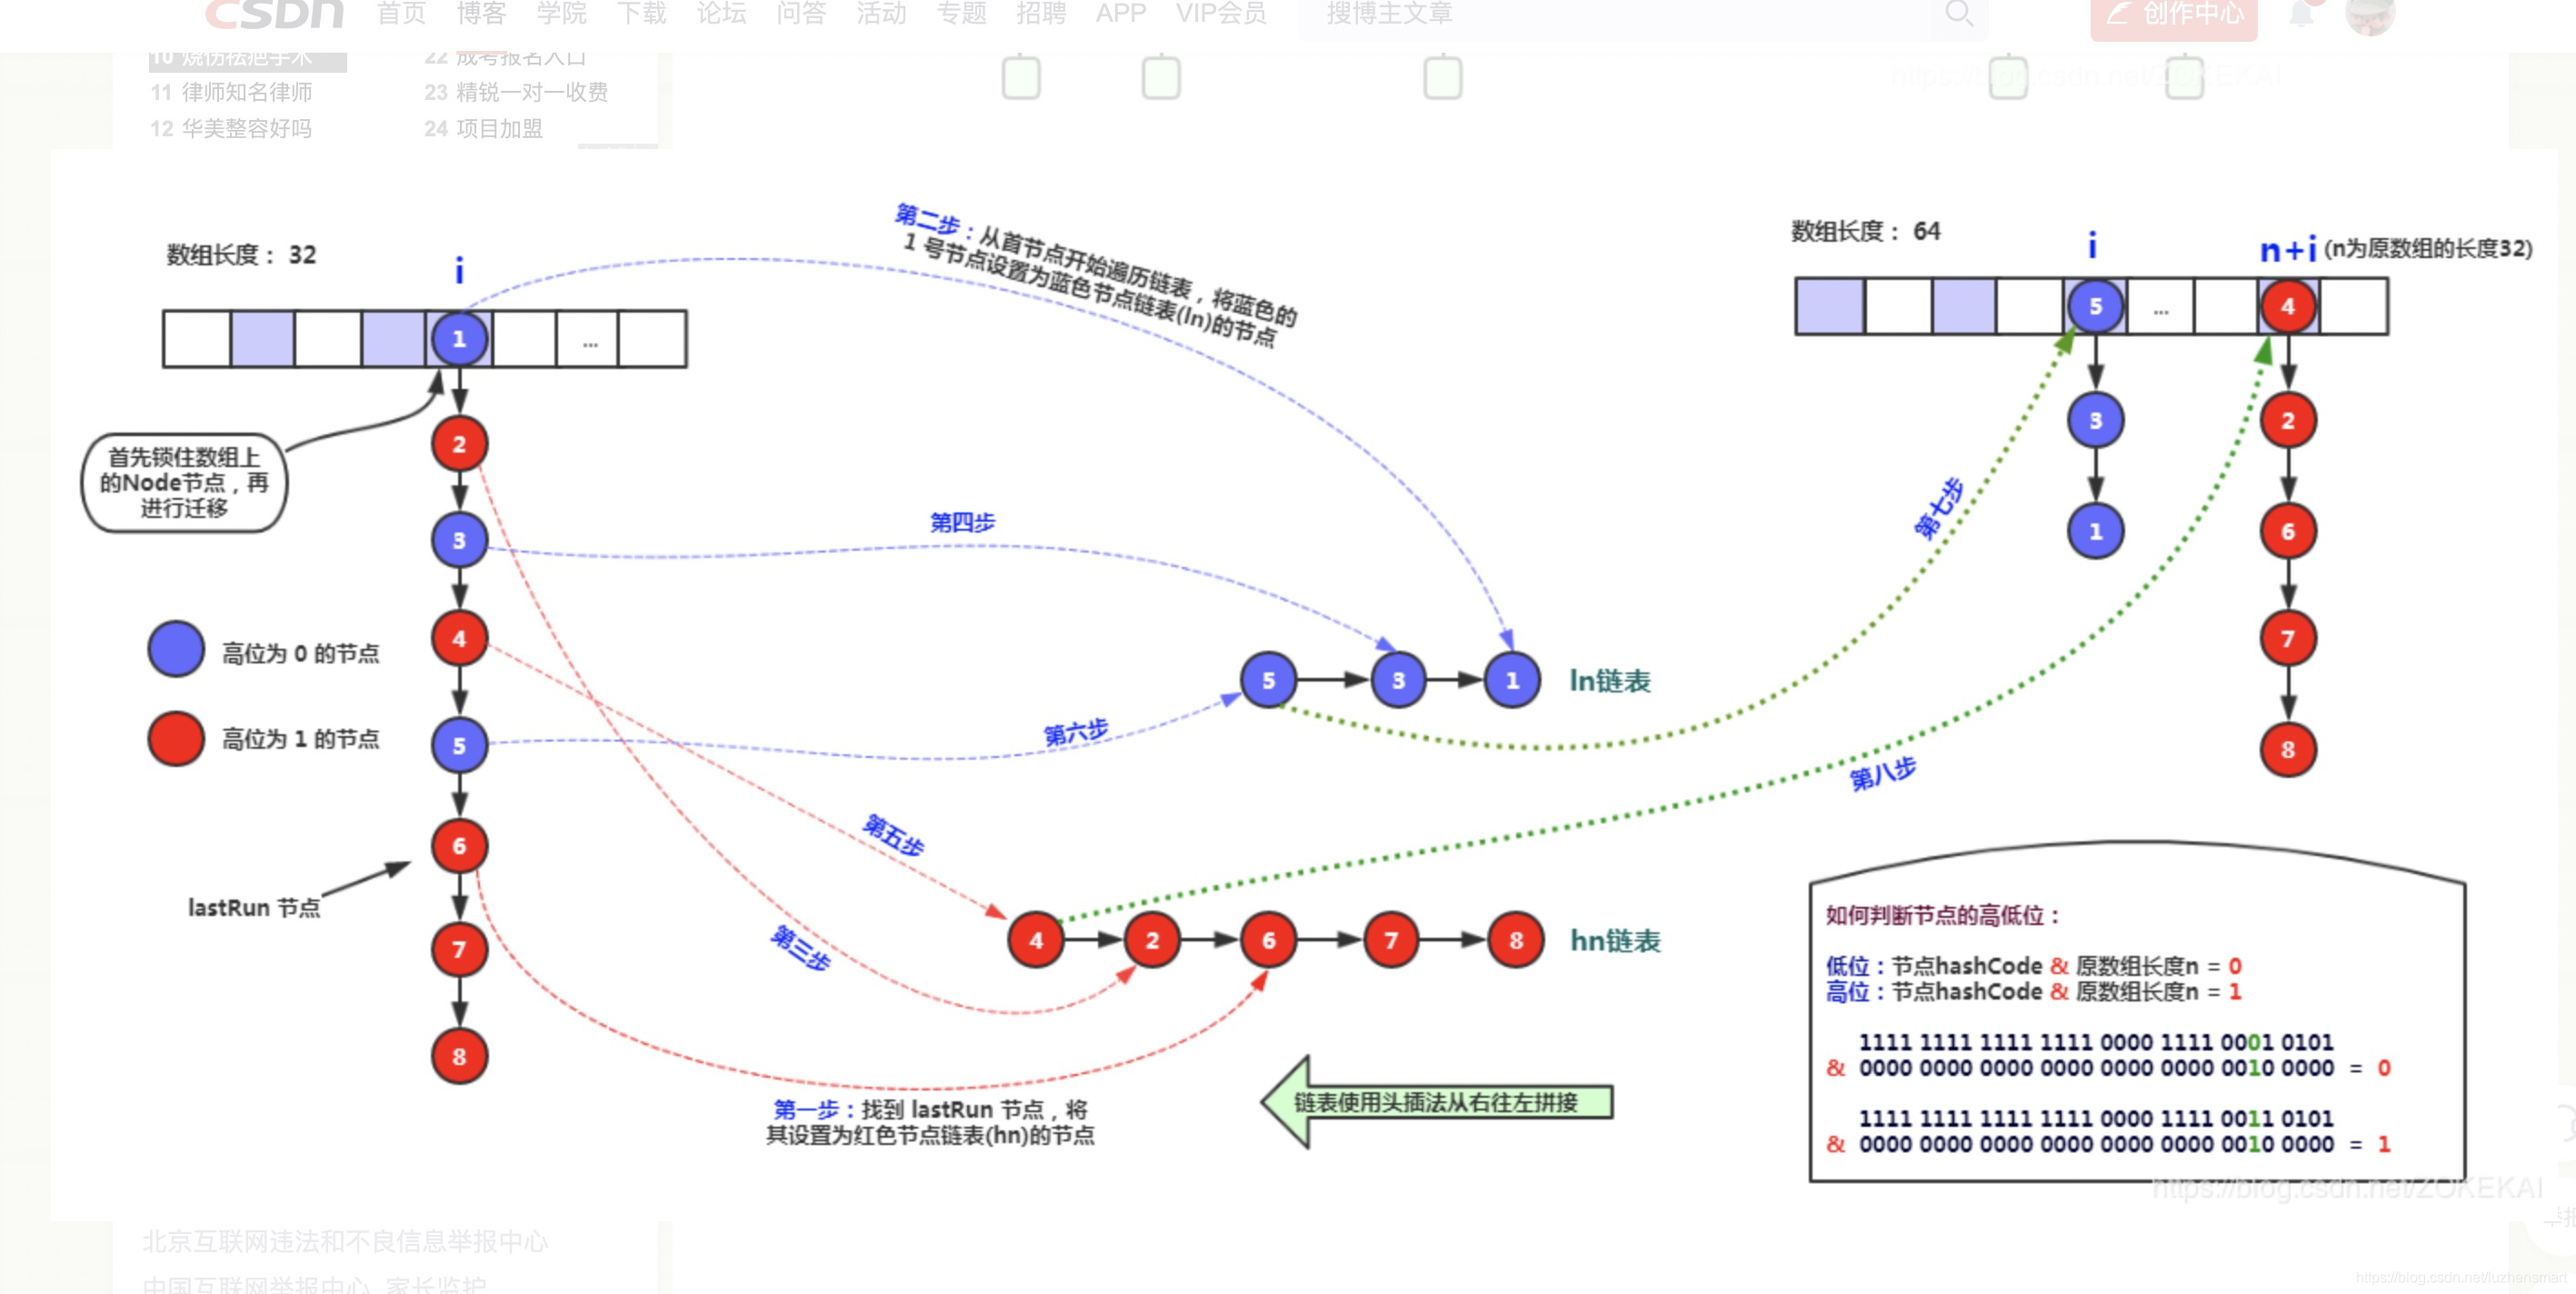 CSDN 首页 博客 学院 下载 论坛 问答 活动 专题 招聘 APP VIP会员 搜博主文章 创作中心
10 烧伤祛疤手术 22 成考报名入口
11 律师知名律师 23 精锐一对一收费
12 华美整容好吗 24 项目加盟
https://blog.csdn.net/ZOKEKAI
数组长度： 32
i
1
...
2
3
4
5
6
7
8
首先锁住数组上
的Node节点，再
进行迁移
高位为 0 的节点
高位为 1 的节点
lastRun 节点
第二步：从首节点开始遍历链表，将蓝色的
1 号节点设置为蓝色节点链表(ln)的节点
第四步
第六步
第五步
第三步
5 3 1 ln链表
4 2 6 7 8 hn链表
第一步：找到 lastRun 节点，将
其设置为红色节点链表(hn)的节点
链表使用头插法从右往左拼接
第七步
第八步
数组长度： 64
i
n+i (n为原数组的长度32)
5 ... 4
3 2
1 6
7
8
如何判断节点的高低位：
低位：节点hashCode & 原数组长度n = 0
高位：节点hashCode & 原数组长度n = 1
1111 1111 1111 1111 0000 1111 0001 0101
& 0000 0000 0000 0000 0000 0000 0010 0000 = 0
1111 1111 1111 1111 0000 1111 0011 0101
& 0000 0000 0000 0000 0000 0000 0010 0000 = 1
https://blog.csdn.net/ZOKEKAI
北京互联网违法和不良信息举报中心
中国互联网举报中心 家长监护
https://blog.csdn.net/luzhensmart